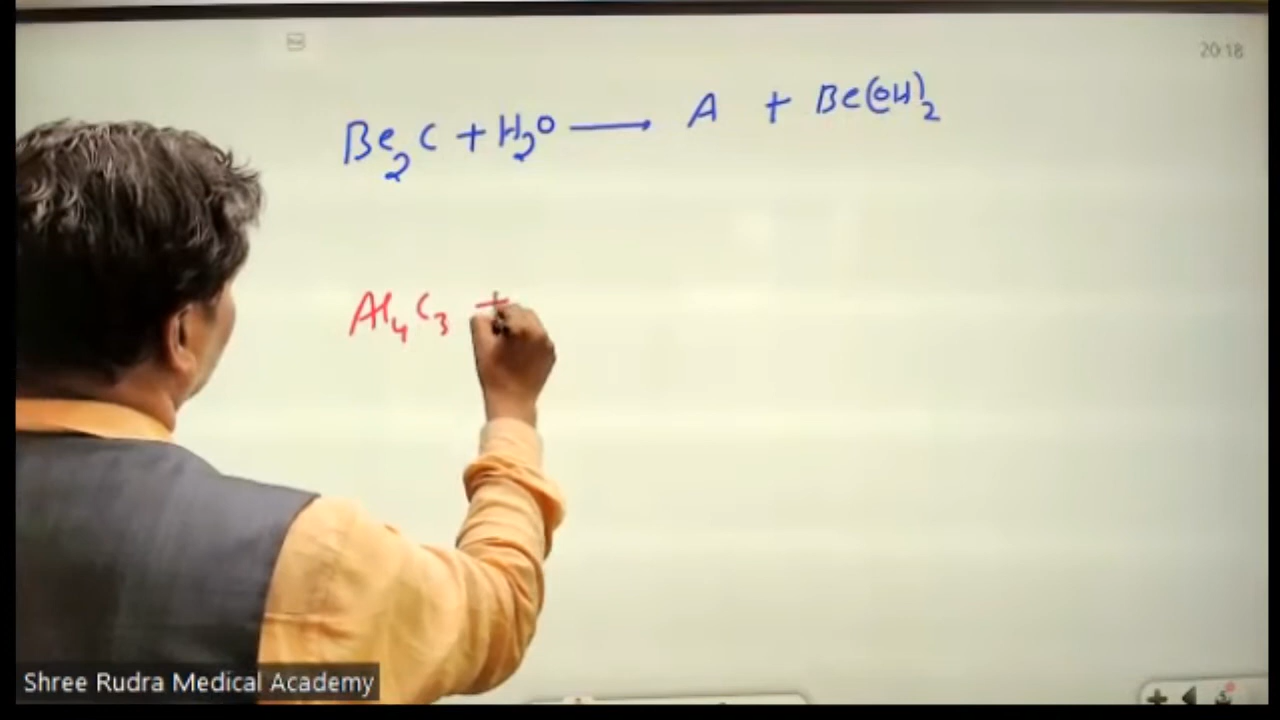 20:18
Be₂C + H₂O ⟶ A + Be(OH)₂
Al₄C₃ +
Shree Rudra Medical Academy